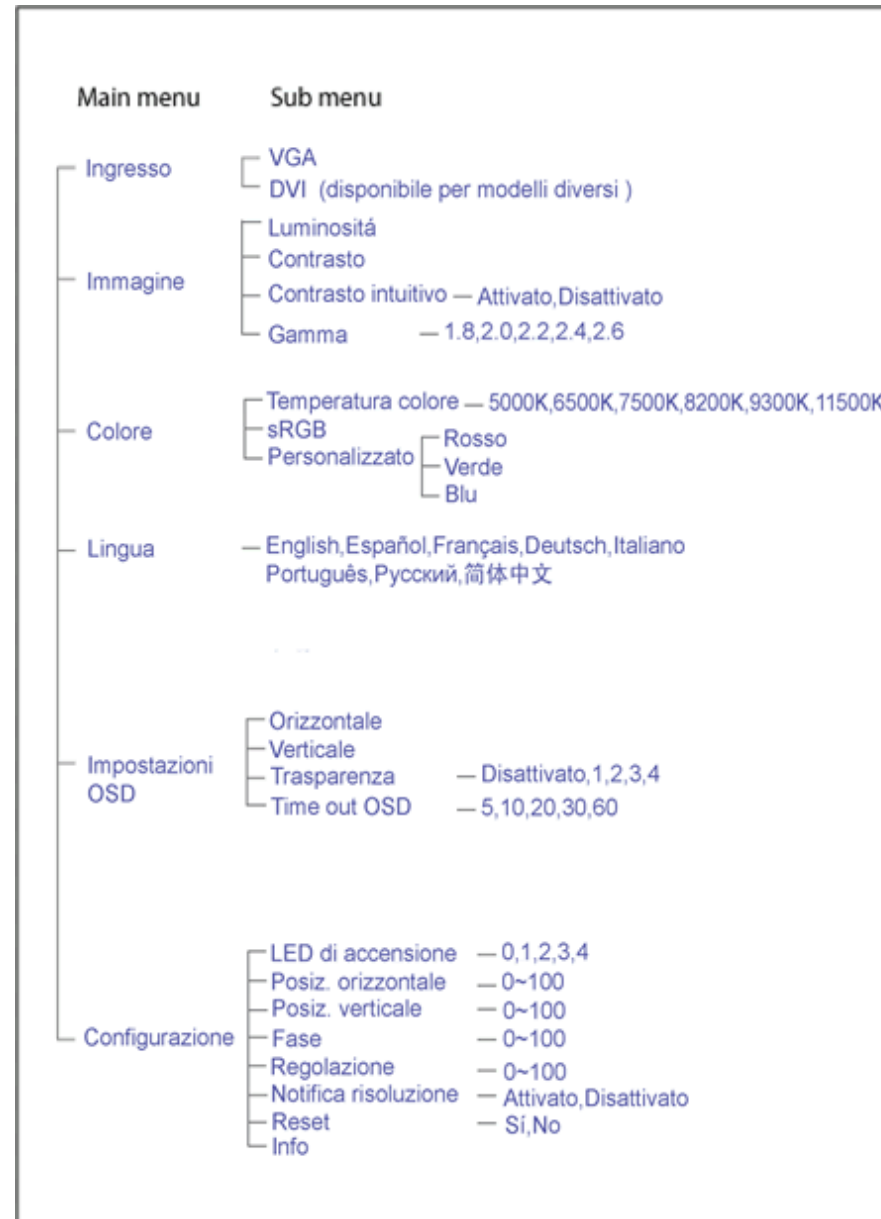 Main menu Sub menu
Ingresso
VGA
DVI (disponibile per modelli diversi )
Immagine
Luminositá
Contrasto
Contrasto intuitivo — Attivato,Disattivato
Gamma — 1.8,2.0,2.2,2.4,2.6
Colore
Temperatura colore — 5000K,6500K,7500K,8200K,9300K,11500K
sRGB
Personalizzato
Rosso
Verde
Blu
Lingua — English,Español,Français,Deutsch,Italiano
Português,Русский,简体中文
Impostazioni
OSD
Orizzontale
Verticale
Trasparenza — Disattivato,1,2,3,4
Time out OSD — 5,10,20,30,60
Configurazione
LED di accensione — 0,1,2,3,4
Posiz. orizzontale — 0~100
Posiz. verticale — 0~100
Fase — 0~100
Regolazione — 0~100
Notifica risoluzione — Attivato,Disattivato
Reset — Sí,No
Info